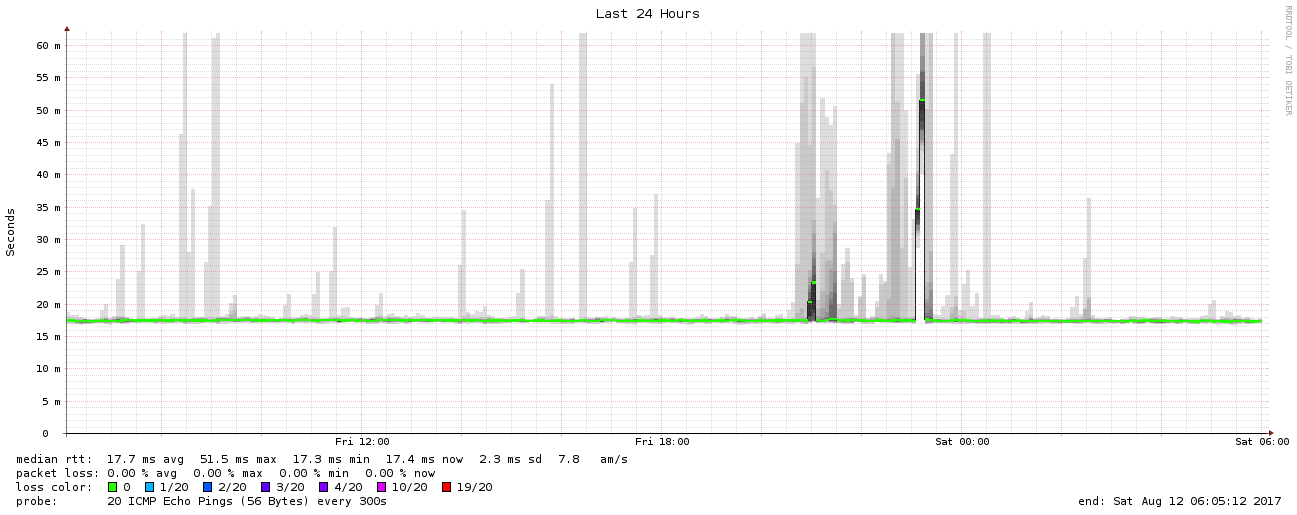 Last 24 Hours
RRDTOOL / TOBI OETIKER
Seconds
60 m
55 m
50 m
45 m
40 m
35 m
30 m
25 m
20 m
15 m
10 m
5 m
0
Fri 12:00 Fri 18:00 Sat 00:00 Sat 06:00
median rtt: 17.7 ms avg 51.5 ms max 17.3 ms min 17.4 ms now 2.3 ms sd 7.8 am/s
packet loss: 0.00 % avg 0.00 % max 0.00 % min 0.00 % now
loss color: 0 1/20 2/20 3/20 4/20 10/20 19/20
probe: 20 ICMP Echo Pings (56 Bytes) every 300s end: Sat Aug 12 06:05:12 2017